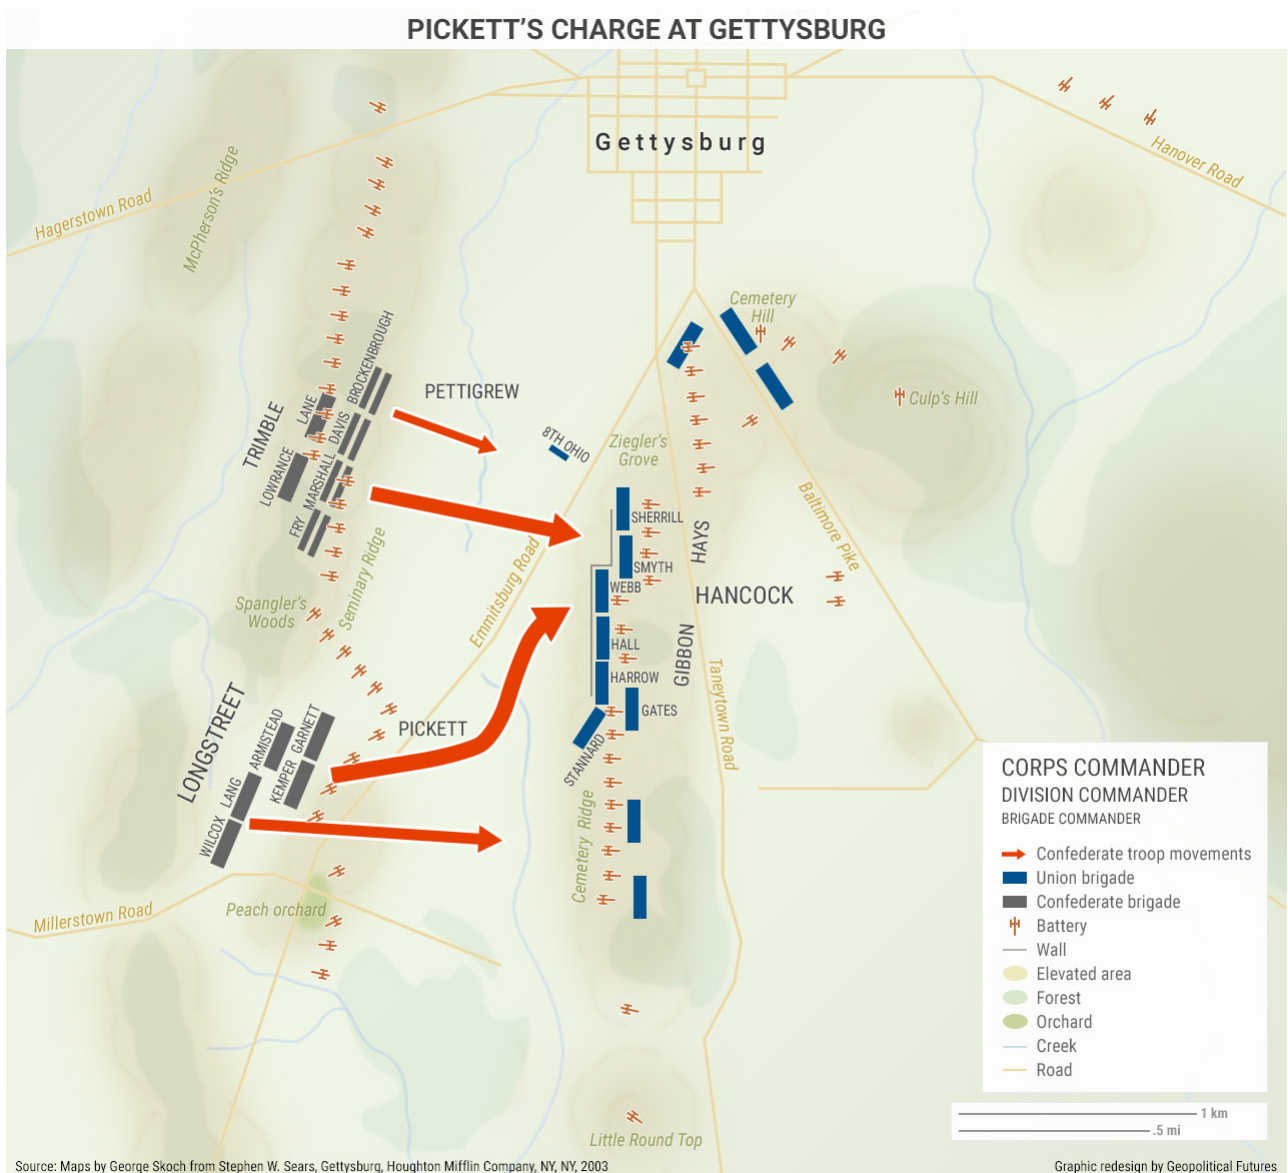 PICKETT’S CHARGE AT GETTYSBURG
Gettysburg
Hanover Road
Hagerstown Road
McPherson's Ridge
Cemetery
Hill
Culp's Hill
BROCKENBROUGH
PETTIGREW
LANE
DAVIS
TRIMBLE
LOWRANCE
MARSHALL
FRY
8TH OHIO
Ziegler's
Grove
Baltimore Pike
SHERRILL
SMYTH
HAYS
WEBB
HANCOCK
HALL
GIBBON
HARROW
GATES
STANNARD
Taneytown Road
Emmitsburg Road
Seminary Ridge
Spangler's
Woods
LONGSTREET
ARMISTEAD
GARNETT
PICKETT
KEMPER
LANG
WILCOX
Cemetery Ridge
Millerstown Road
Peach orchard
Little Round Top
CORPS COMMANDER
DIVISION COMMANDER
BRIGADE COMMANDER
Confederate troop movements
Union brigade
Confederate brigade
Battery
Wall
Elevated area
Forest
Orchard
Creek
Road
1 km
.5 mi
Source: Maps by George Skoch from Stephen W. Sears, Gettysburg, Houghton Mifflin Company, NY, NY, 2003
Graphic redesign by Geopolitical Futures